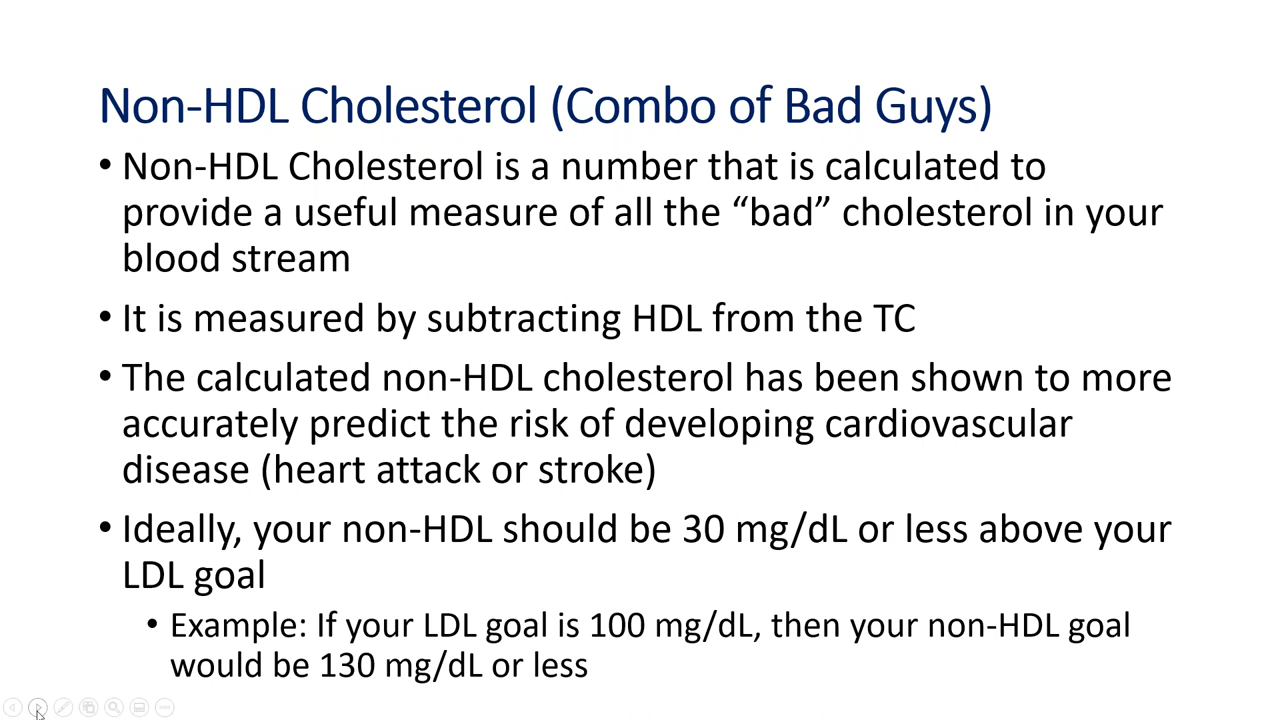 Non-HDL Cholesterol (Combo of Bad Guys)
• Non-HDL Cholesterol is a number that is calculated to
provide a useful measure of all the “bad” cholesterol in your
blood stream
• It is measured by subtracting HDL from the TC
• The calculated non-HDL cholesterol has been shown to more
accurately predict the risk of developing cardiovascular
disease (heart attack or stroke)
• Ideally, your non-HDL should be 30 mg/dL or less above your
LDL goal
• Example: If your LDL goal is 100 mg/dL, then your non-HDL goal
would be 130 mg/dL or less